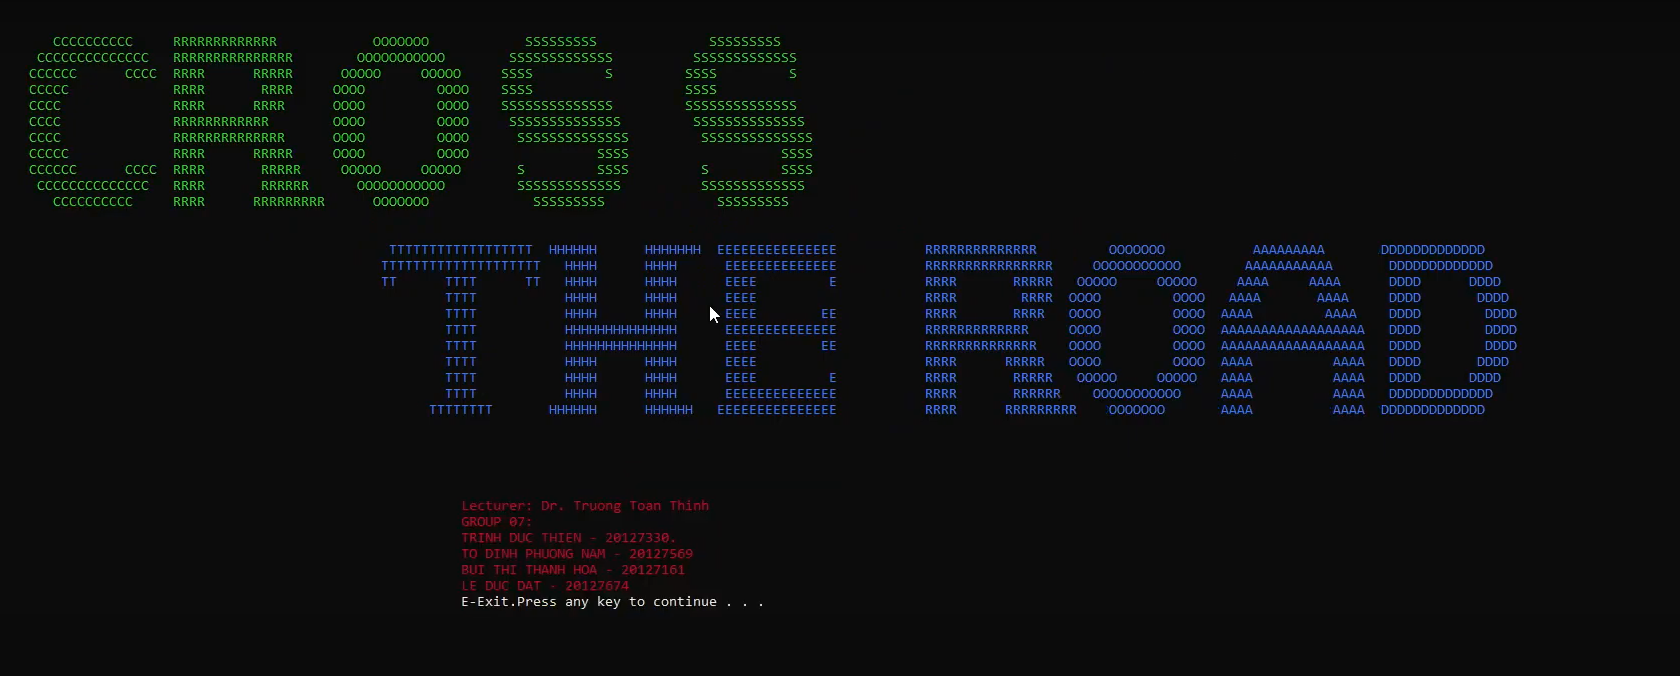 CROSS
THE ROAD
Lecturer: Dr. Truong Toan Thinh
GROUP 07:
TRINH DUC THIEN - 20127330.
TO DINH PHUONG NAM - 20127569
BUI THI THANH HOA - 20127161
LE DUC DAT - 20127674
E-Exit.Press any key to continue . . .